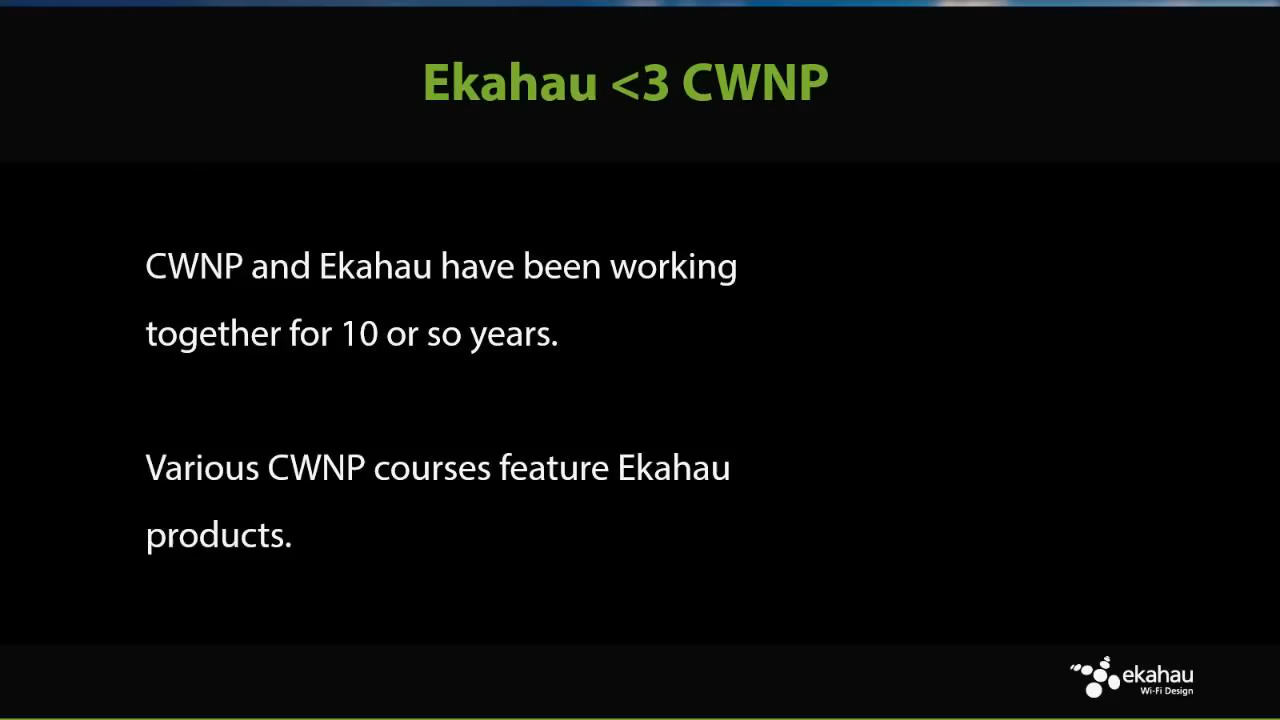 Ekahau <3 CWNP
CWNP and Ekahau have been working
together for 10 or so years.
Various CWNP courses feature Ekahau
products.
ekahau
Wi-Fi Design